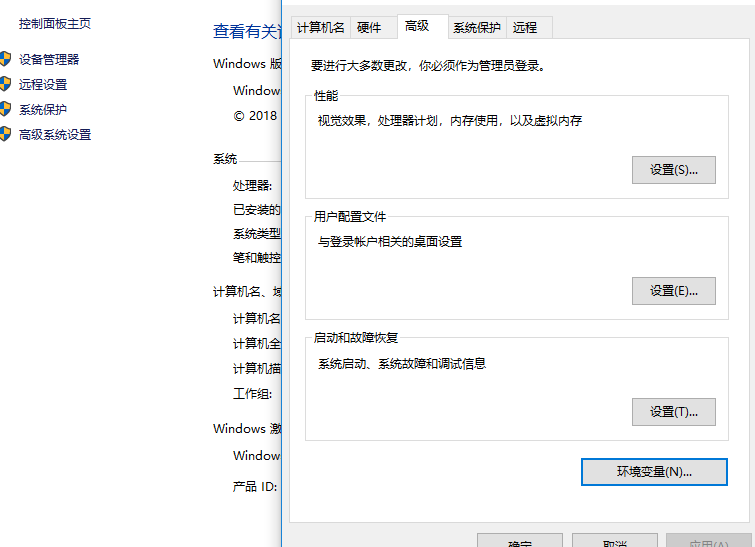 控制面板主页
设备管理器
远程设置
系统保护
高级系统设置
查看有关
Windows 版
Window
© 2018
系统
处理器:
已安装的
系统类型
笔和触控
计算机名、域
计算机名
计算机全
计算机描
工作组:
Windows 激
Window
产品 ID:
计算机名 硬件 高级 系统保护 远程
要进行大多数更改，你必须作为管理员登录。
性能
视觉效果，处理器计划，内存使用，以及虚拟内存
设置(S)...
用户配置文件
与登录帐户相关的桌面设置
设置(E)...
启动和故障恢复
系统启动、系统故障和调试信息
设置(T)...
环境变量(N)...
确定 取消 应用(A)